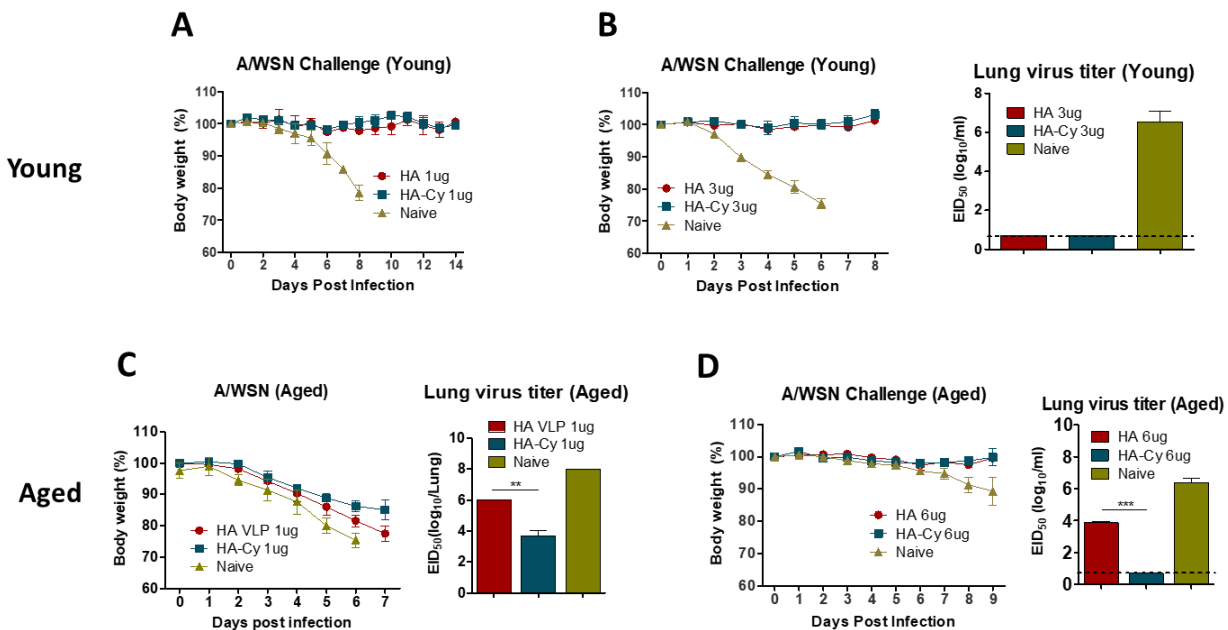 A
A/WSN Challenge (Young)
Body weight (%)
110
100
90
80
70
60
HA 1ug
HA-Cy 1ug
Naive
0 2 4 6 8 10 12 14
Days Post Infection
B
A/WSN Challenge (Young)
Body weight (%)
110
100
90
80
70
60
HA 3ug
HA-Cy 3ug
Naive
0 1 2 3 4 5 6 7 8
Days Post Infection
Lung virus titer (Young)
EID50 (log10/ml)
8
6
4
2
0
HA 3ug
HA-Cy 3ug
Naive
Young
C
A/WSN (Aged)
Body weight (%)
110
100
90
80
70
60
HA VLP 1ug
HA-Cy 1ug
Naive
0 1 2 3 4 5 6 7
Days post infection
Lung virus titer (Aged)
EID50(log10/Lung)
10
8
6
4
2
0
HA VLP 1ug
HA-Cy 1ug
Naive
**
D
A/WSN Challenge (Aged)
Body weight (%)
110
100
90
80
70
60
HA 6ug
HA-Cy 6ug
Naive
0 1 2 3 4 5 6 7 8 9
Days Post Infection
Lung virus titer (Aged)
EID50 (log10/ml)
10
8
6
4
2
0
HA 6ug
HA-Cy 6ug
Naive
***
Aged